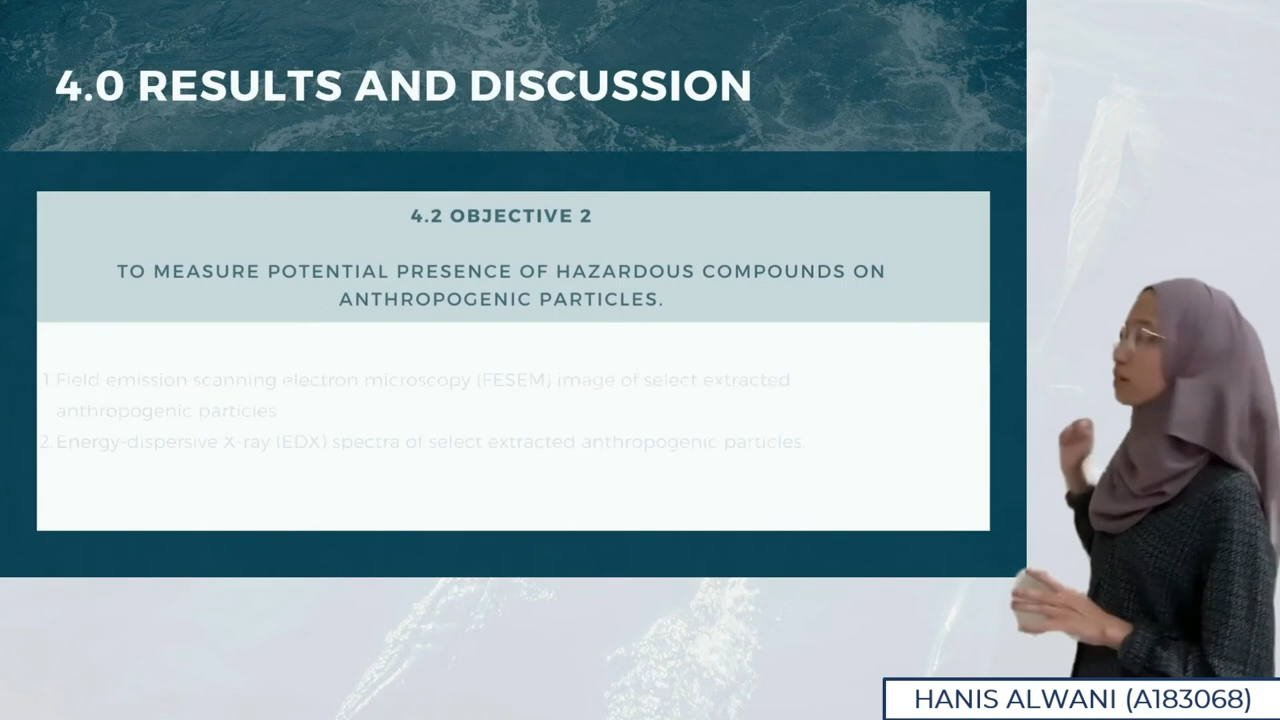 4.0 RESULTS AND DISCUSSION
4.2 OBJECTIVE 2
TO MEASURE POTENTIAL PRESENCE OF HAZARDOUS COMPOUNDS ON
ANTHROPOGENIC PARTICLES.
1. Field emission scanning electron microscopy (FESEM) image of select extracted
anthropogenic particles
2. Energy-dispersive X-ray (EDX) spectra of select extracted anthropogenic particles.
HANIS ALWANI (A183068)